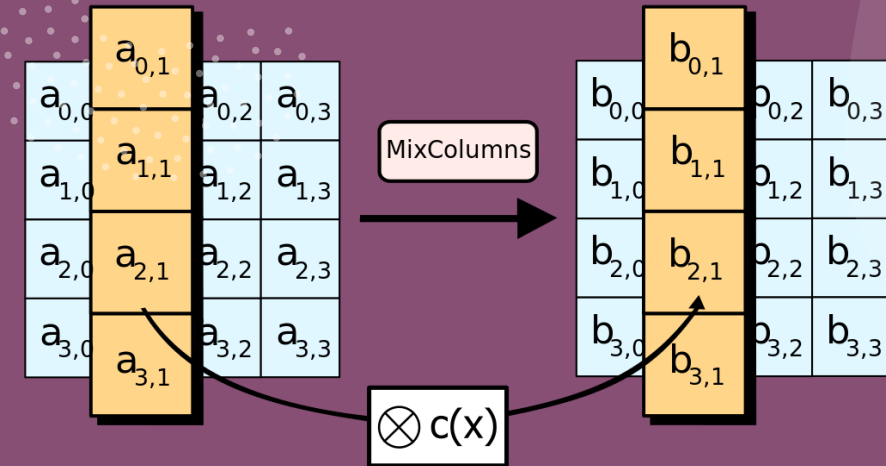 a0,0 a0,1 a0,2 a0,3
a1,0 a1,1 a1,2 a1,3
a2,0 a2,1 a2,2 a2,3
a3,0 a3,1 a3,2 a3,3
MixColumns
b0,0 b0,1 b0,2 b0,3
b1,0 b1,1 b1,2 b1,3
b2,0 b2,1 b2,2 b2,3
b3,0 b3,1 b3,2 b3,3
⊗ c(x)